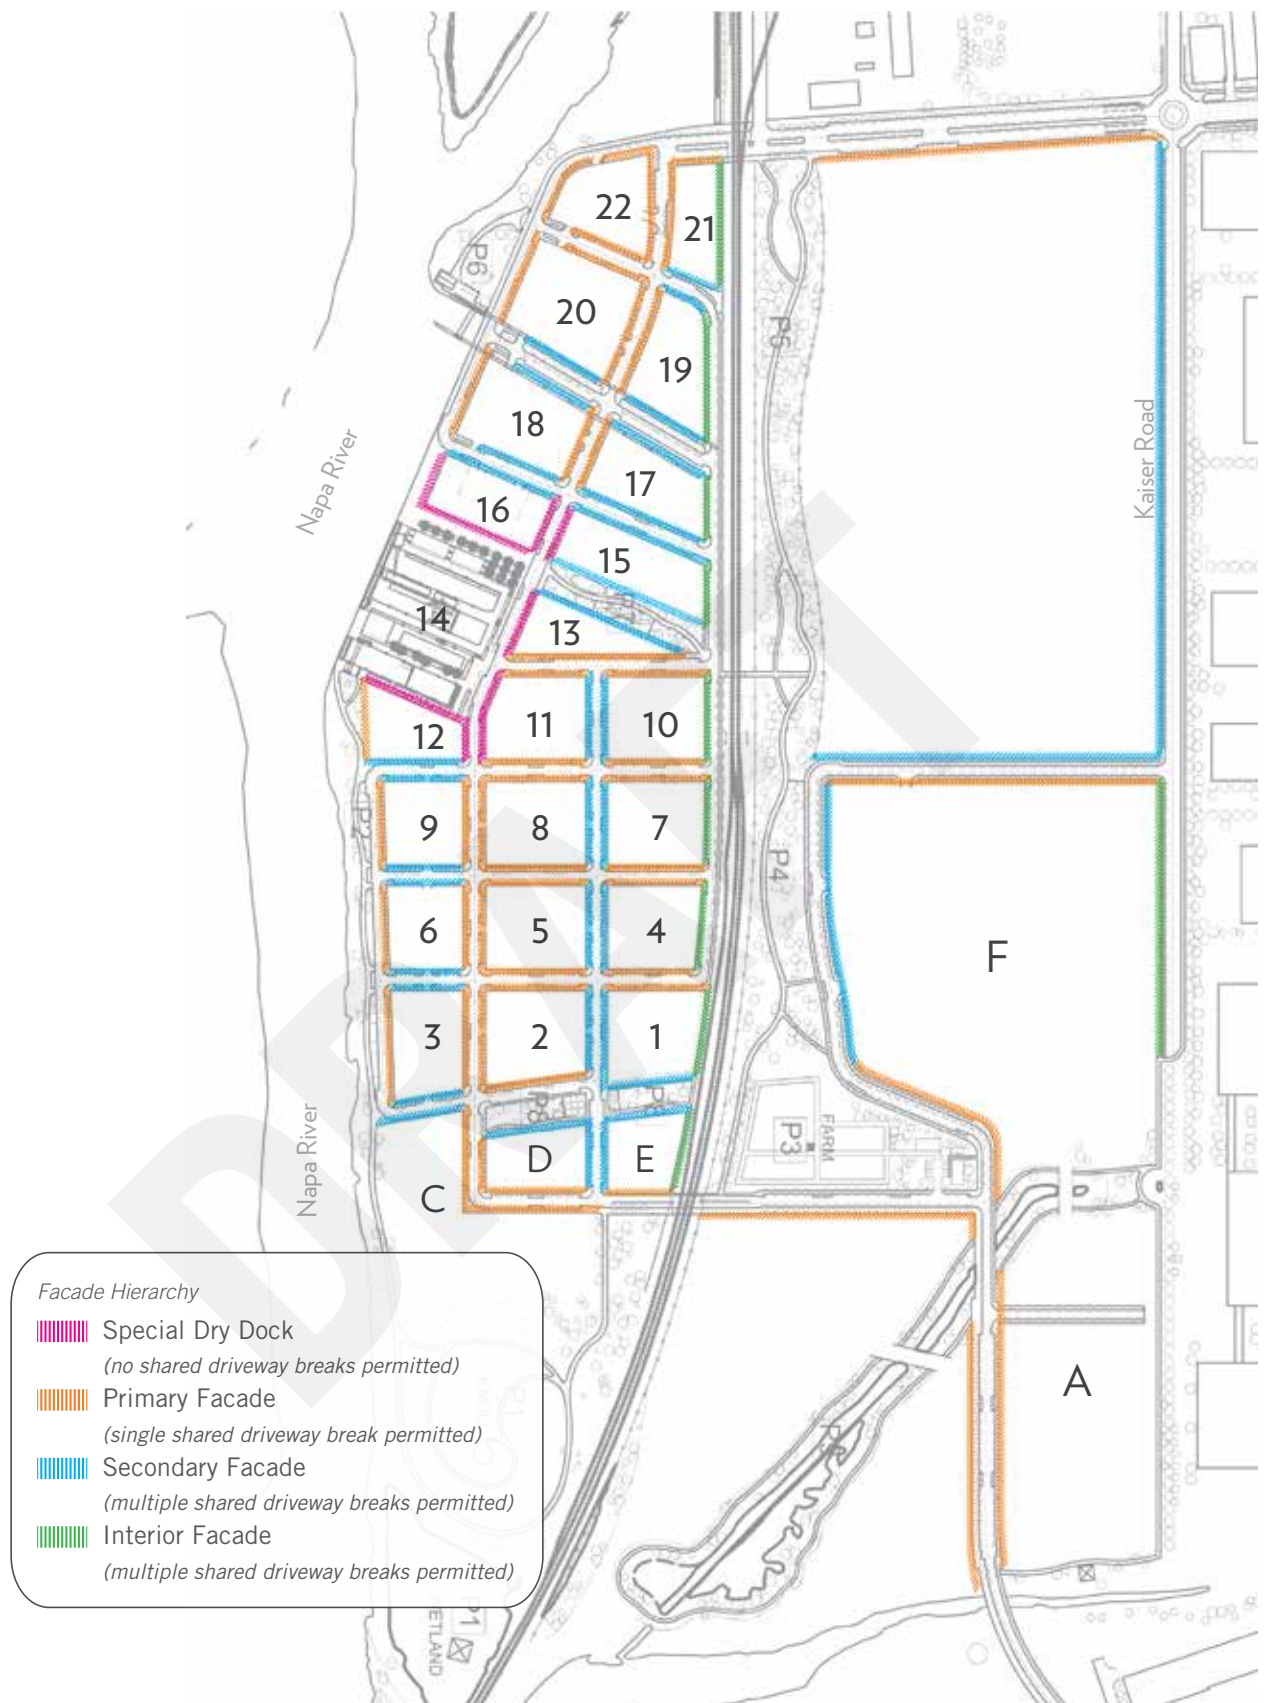 22
21
P6
20
P5
19
18
Kaiser Road
17
Napa River
16
15
14
13
12
11
10
P2
9
8
7
P4
6
5
4
F
3
2
1
P8
Napa River
D
E
P3
FARM
C
A
Facade Hierarchy
Special Dry Dock
(no shared driveway breaks permitted)
Primary Facade
(single shared driveway break permitted)
Secondary Facade
(multiple shared driveway breaks permitted)
Interior Facade
(multiple shared driveway breaks permitted)
P1
DRAFT